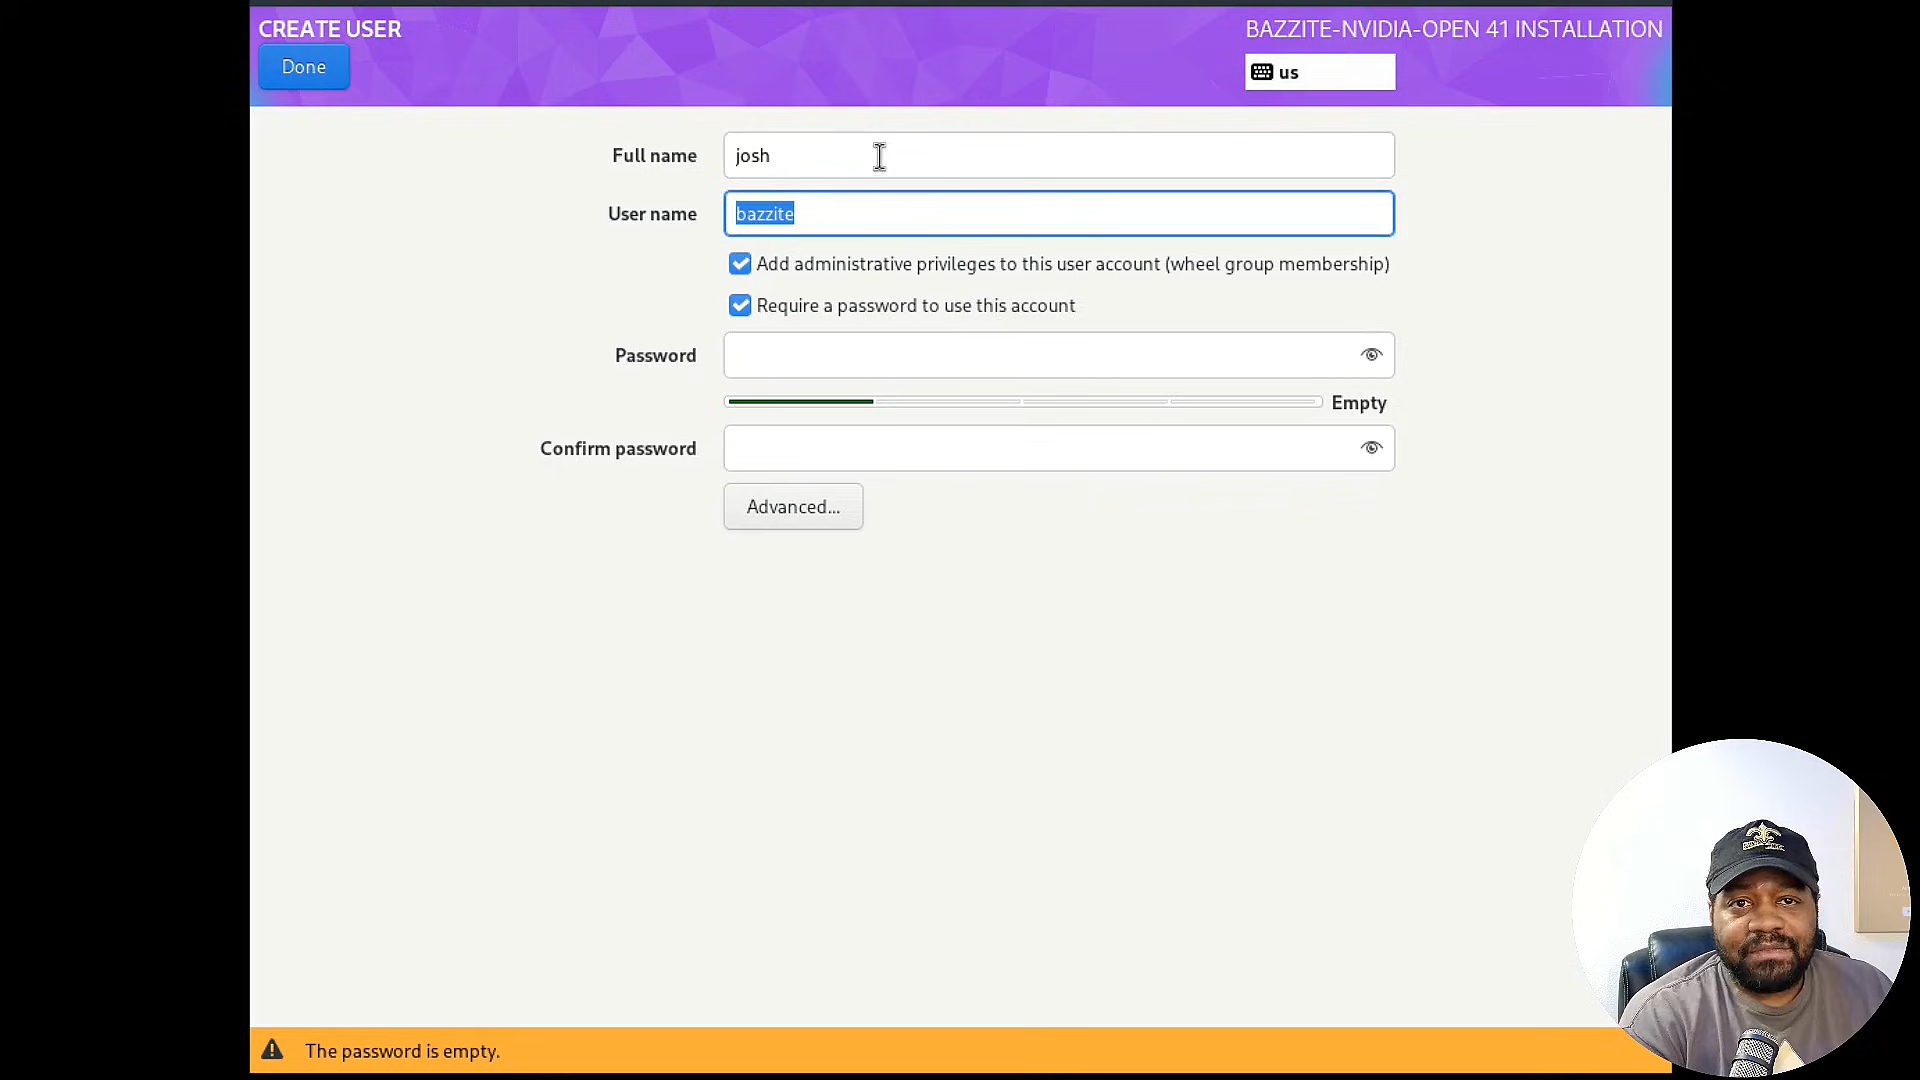 CREATE USER
BAZZITE-NVIDIA-OPEN 41 INSTALLATION
Done
us
Full name
josh
User name
bazzite
Add administrative privileges to this user account (wheel group membership)
Require a password to use this account
Password
Empty
Confirm password
Advanced...
The password is empty.